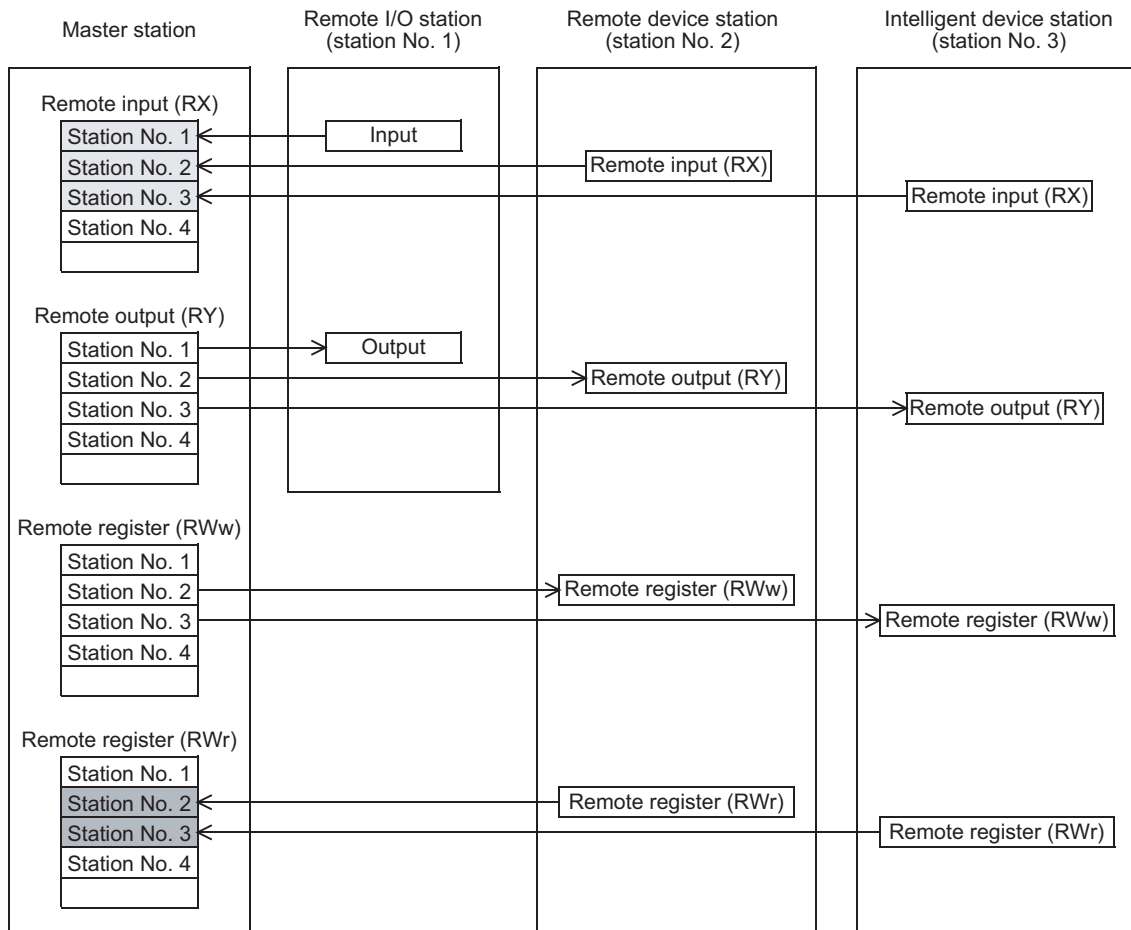 Master station
Remote I/O station
(station No. 1)
Remote device station
(station No. 2)
Intelligent device station
(station No. 3)
Remote input (RX)
Station No. 1
Input
Station No. 2
Remote input (RX)
Station No. 3
Remote input (RX)
Station No. 4
Remote output (RY)
Station No. 1
Output
Station No. 2
Remote output (RY)
Station No. 3
Remote output (RY)
Station No. 4
Remote register (RWw)
Station No. 1
Station No. 2
Remote register (RWw)
Station No. 3
Remote register (RWw)
Station No. 4
Remote register (RWr)
Station No. 1
Station No. 2
Remote register (RWr)
Station No. 3
Remote register (RWr)
Station No. 4